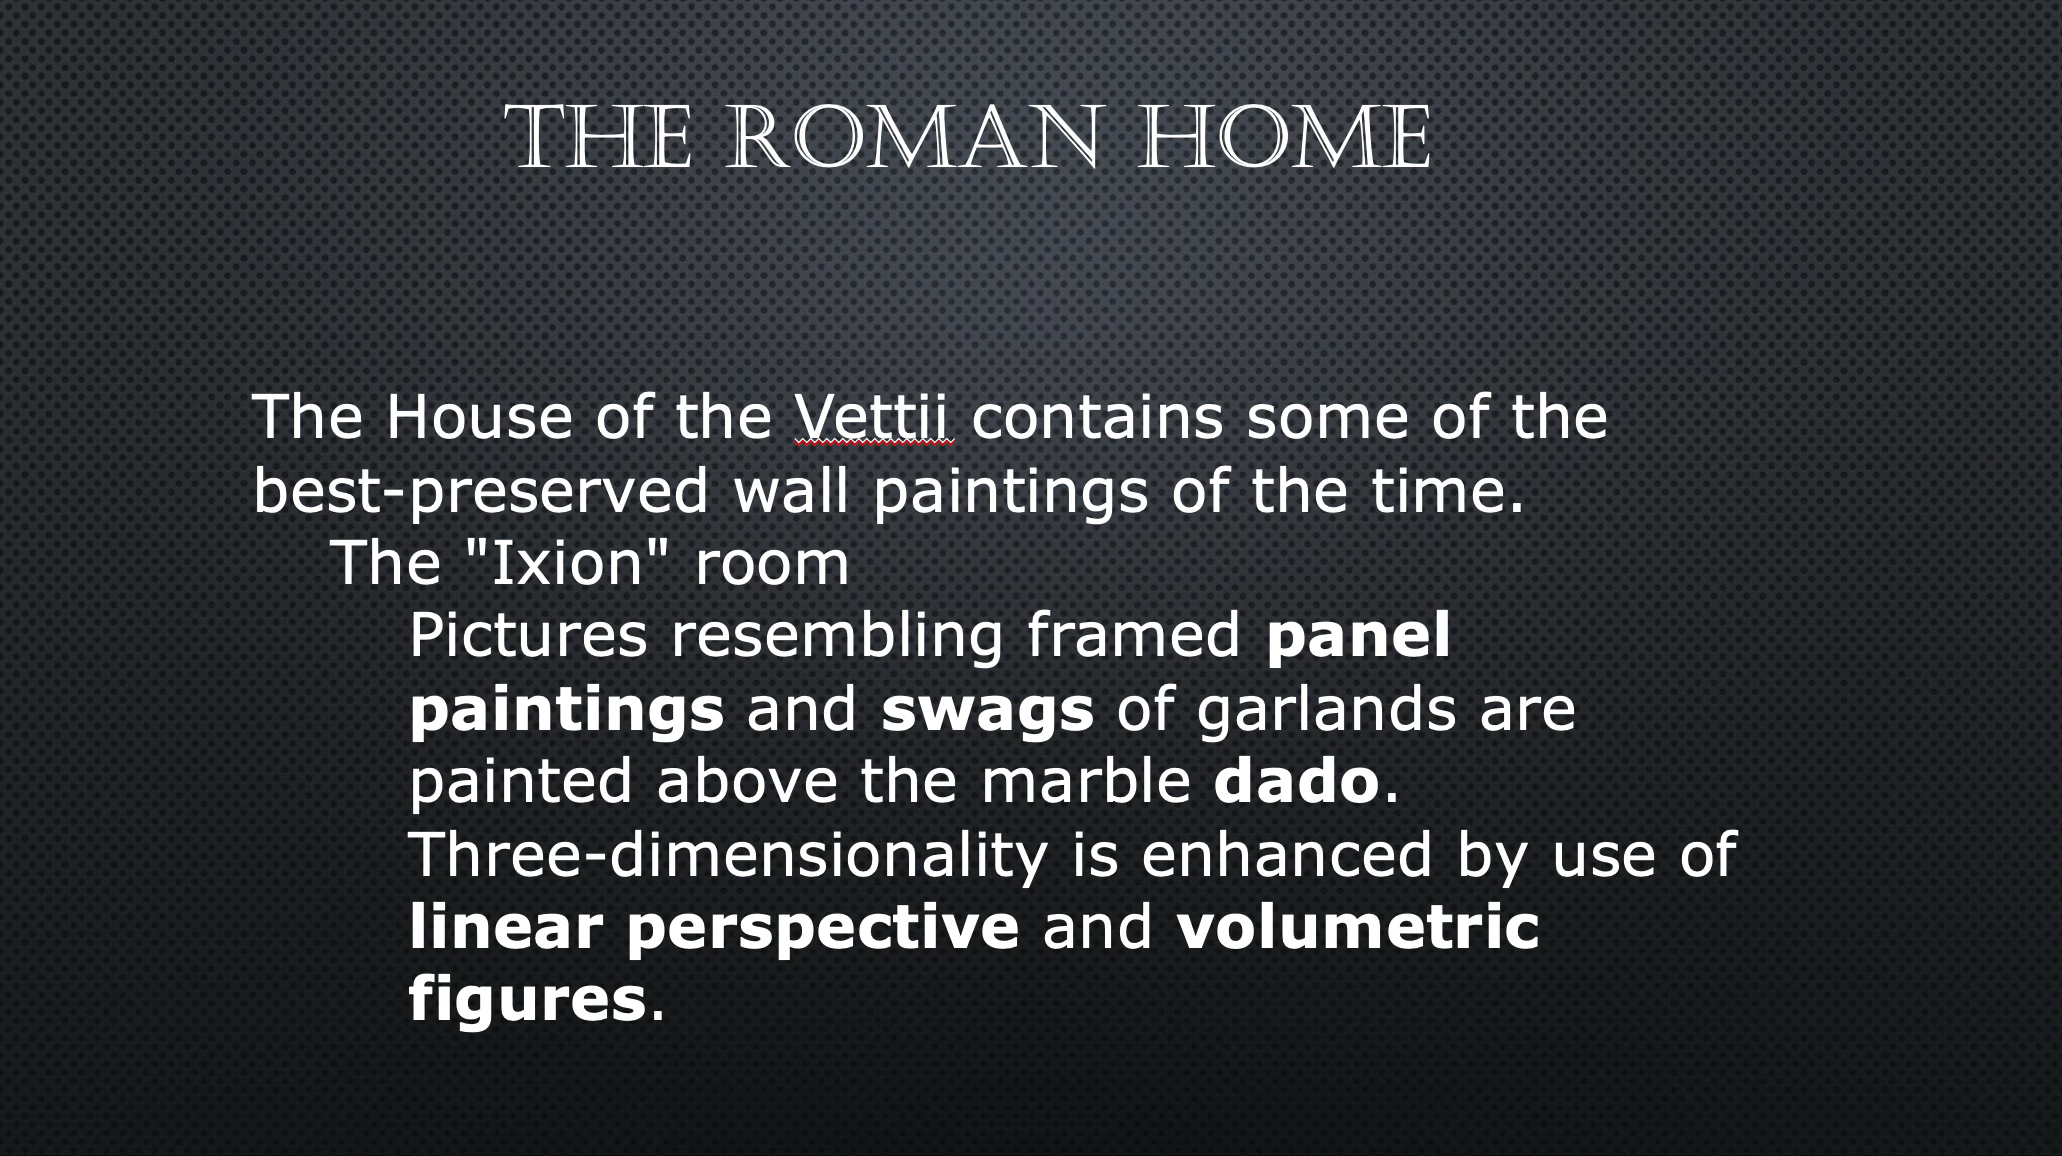 THE ROMAN HOME
The House of the Vettii contains some of the
best-preserved wall paintings of the time.
The "Ixion" room
Pictures resembling framed panel
paintings and swags of garlands are
painted above the marble dado.
Three-dimensionality is enhanced by use of
linear perspective and volumetric
figures.